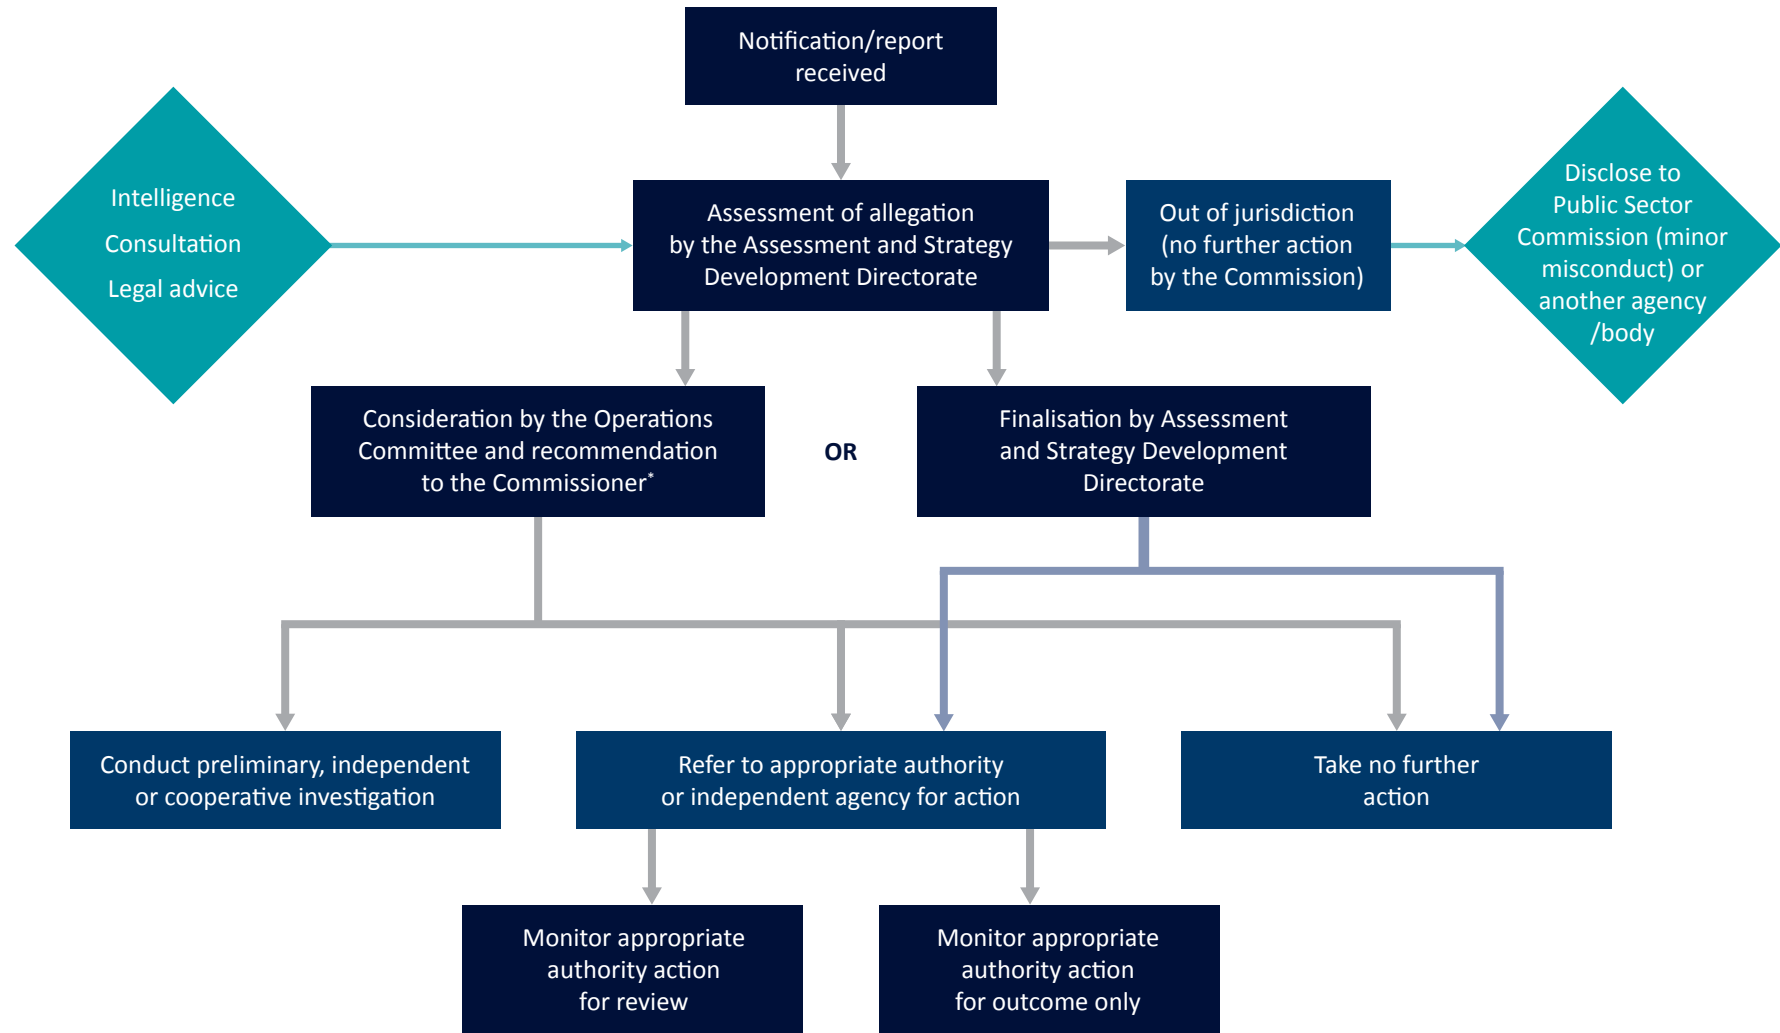 Notification/report
received
Intelligence
Consultation
Legal advice
Assessment of allegation
by the Assessment and Strategy
Development Directorate
Out of jurisdiction
(no further action
by the Commission)
Disclose to
Public Sector
Commission (minor
misconduct) or
another agency
/body
Consideration by the Operations
Committee and recommendation
to the Commissioner*
OR
Finalisation by Assessment
and Strategy Development
Directorate
Conduct preliminary, independent
or cooperative investigation
Refer to appropriate authority
or independent agency for action
Take no further
action
Monitor appropriate
authority action
for review
Monitor appropriate
authority action
for outcome only